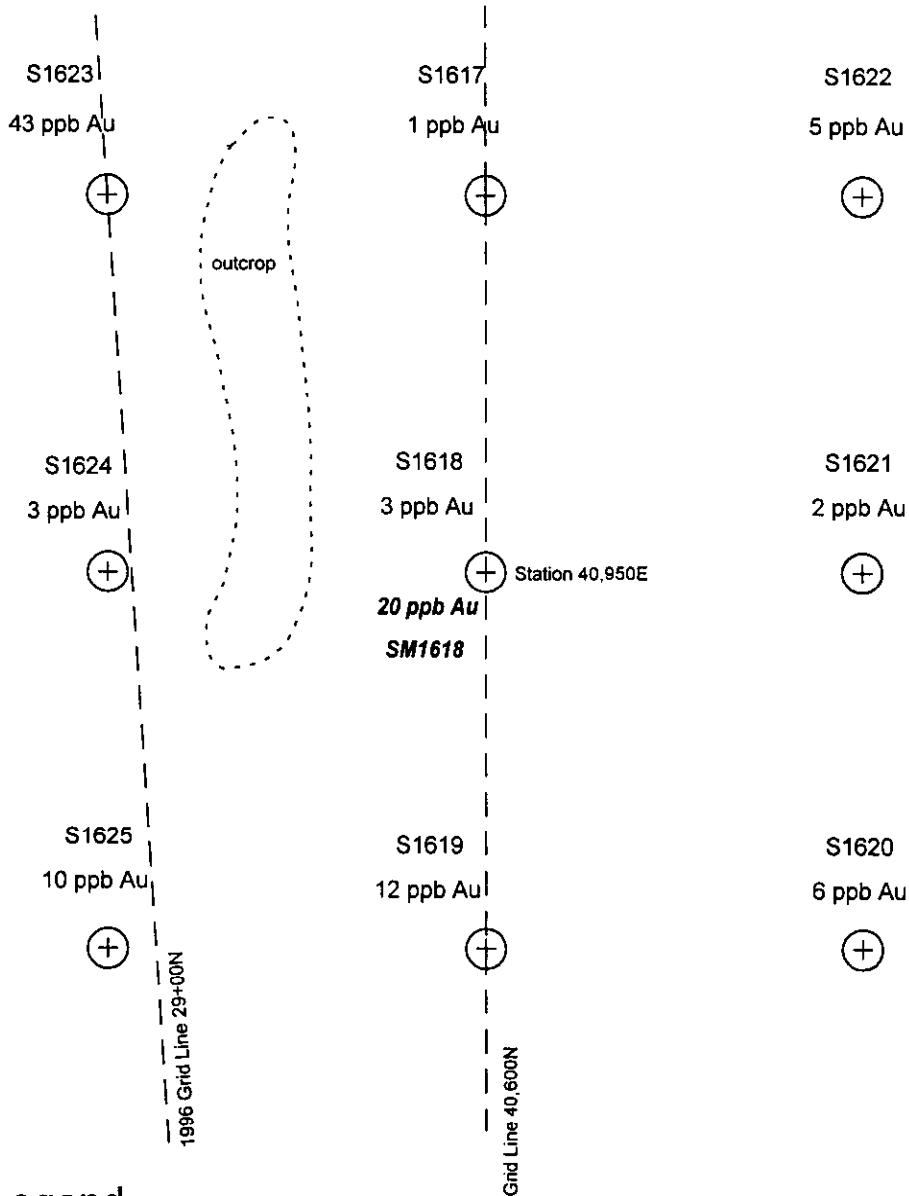 S1623
43 ppb Au
S1617
1 ppb Au
S1622
5 ppb Au
outcrop
S1624
3 ppb Au
S1618
3 ppb Au
S1621
2 ppb Au
Station 40,950E
20 ppb Au
SM1618
S1625
10 ppb Au
S1619
12 ppb Au
S1620
6 ppb Au
1996 Grid Line 29+00N
Grid Line 40,600N